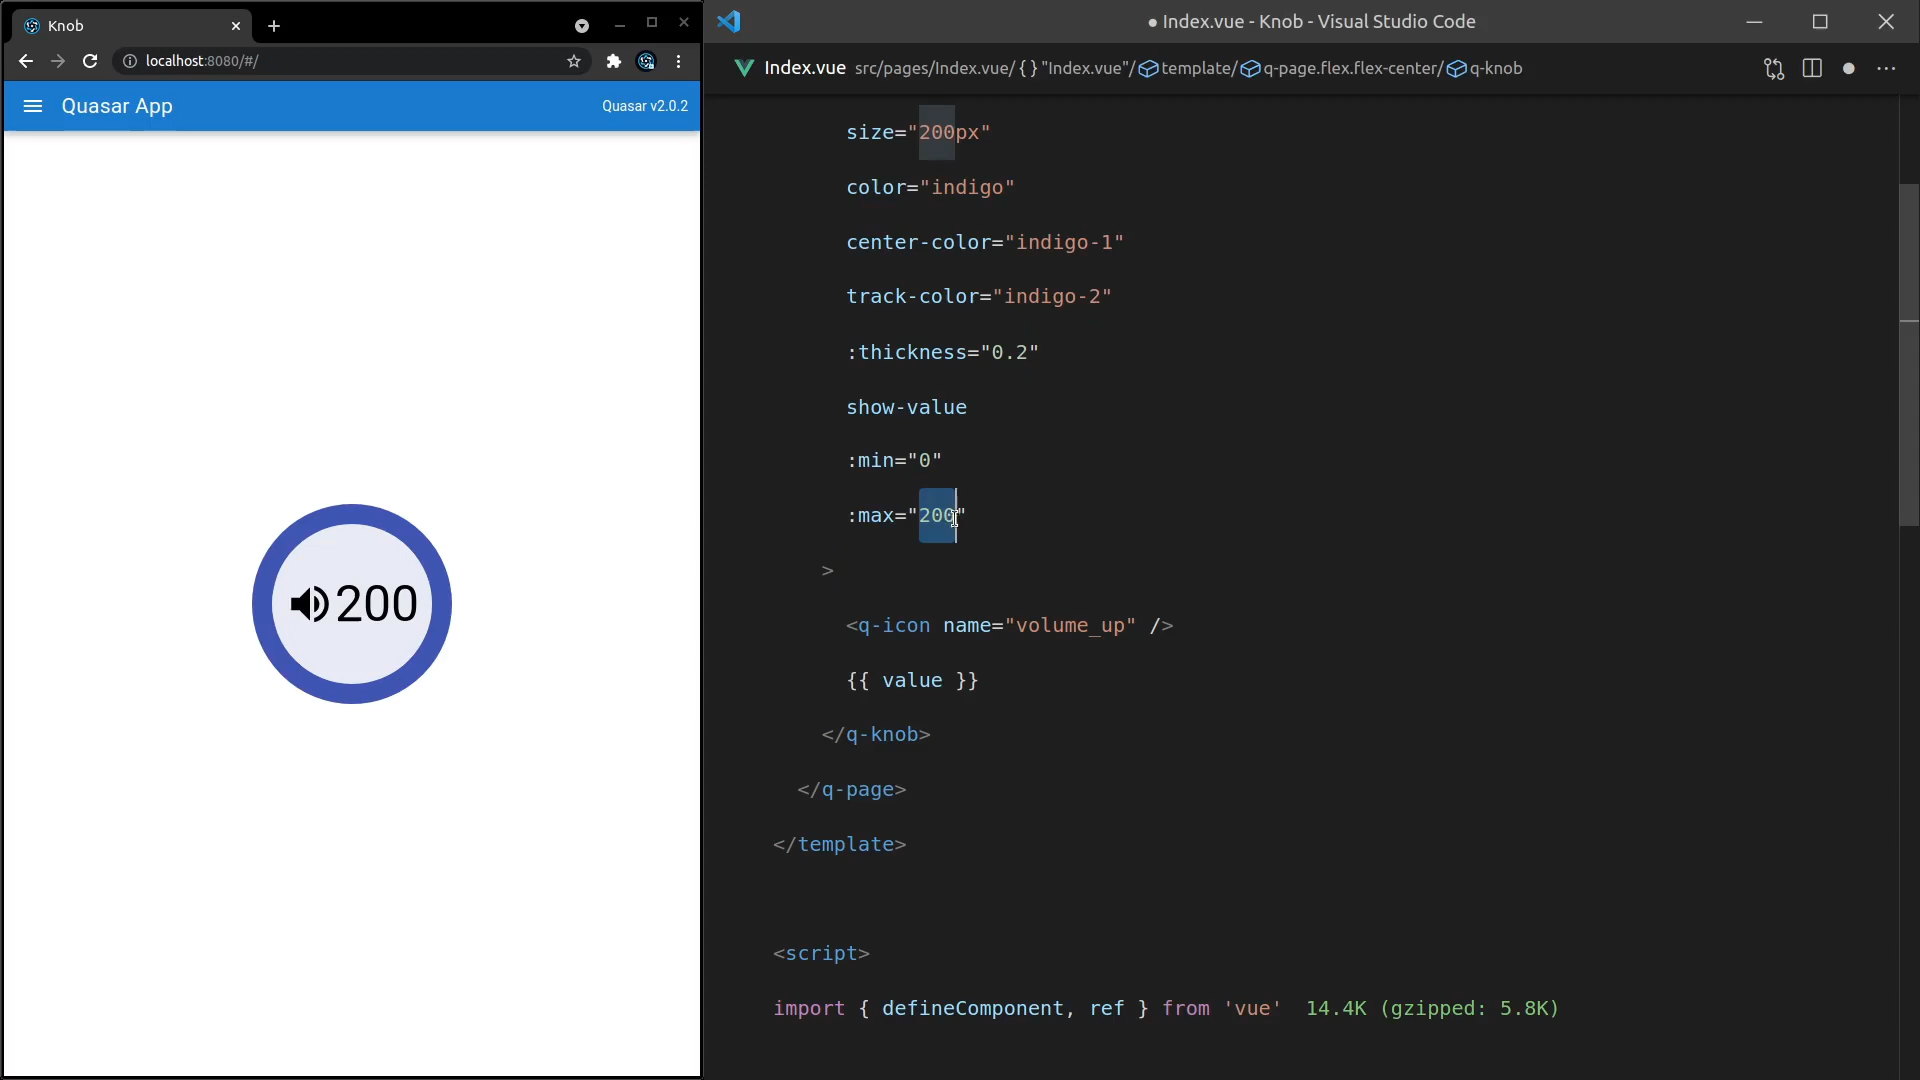 Knob
localhost:8080/#/
Quasar App
Quasar v2.0.2
200
● Index.vue - Knob - Visual Studio Code
Index.vue src/pages/Index.vue/{}"Index.vue"/template/q-page.flex.flex-center/q-knob
size="200px"
color="indigo"
center-color="indigo-1"
track-color="indigo-2"
:thickness="0.2"
show-value
:min="0"
:max="200"
>
<q-icon name="volume_up" />
{{ value }}
</q-knob>
</q-page>
</template>
<script>
import { defineComponent, ref } from 'vue' 14.4K (gzipped: 5.8K)